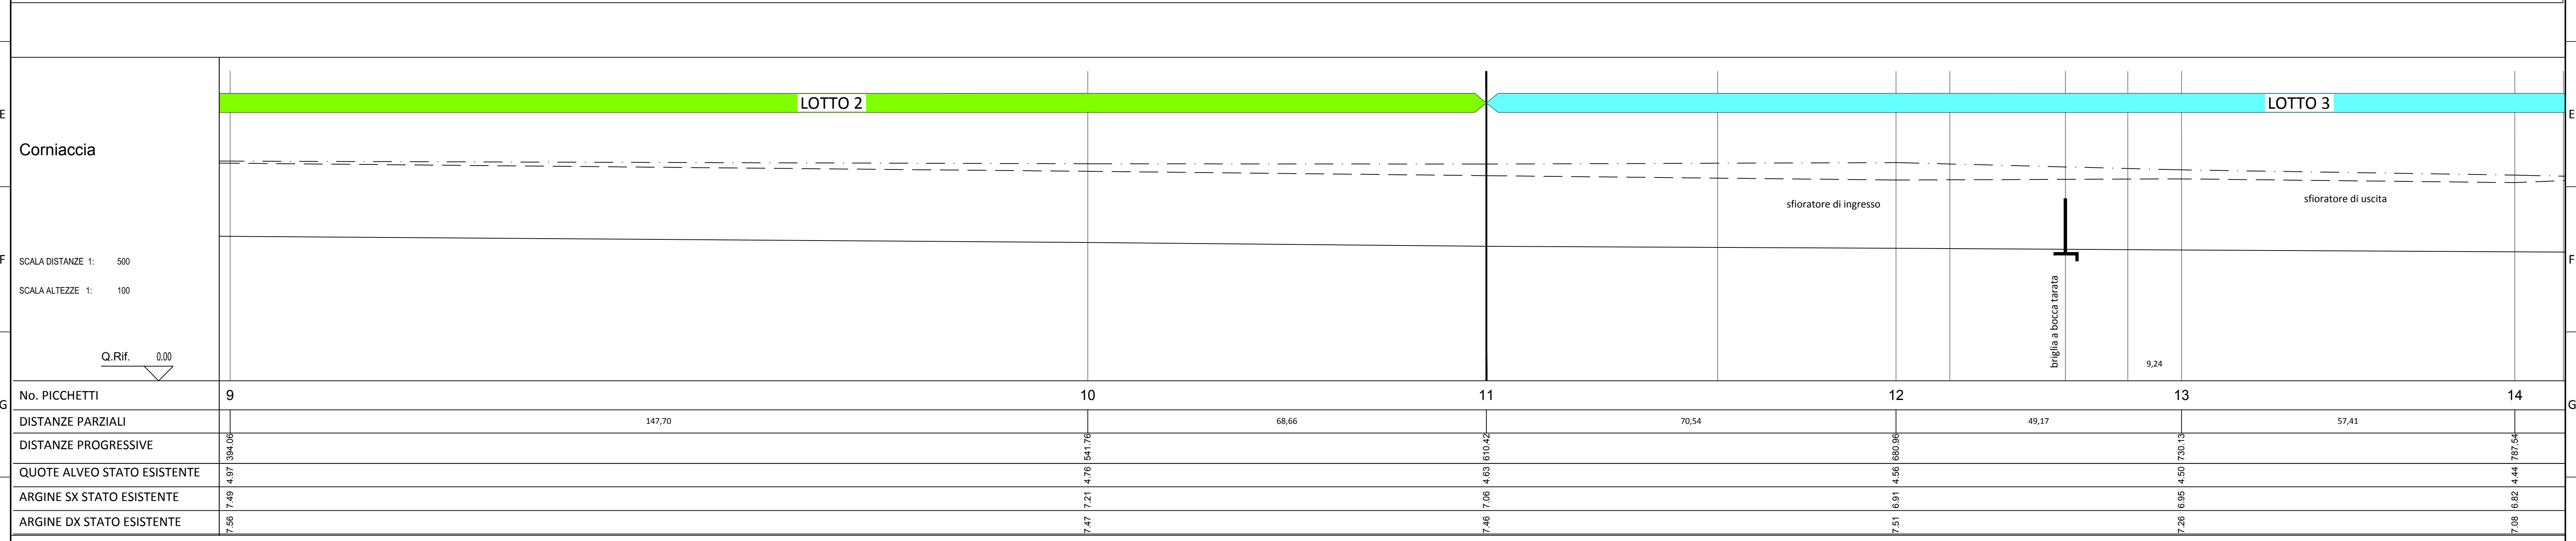 E
E
LOTTO 2
LOTTO 3
Corniaccia
sfioratore di ingresso
sfioratore di uscita
F
F
SCALA DISTANZE 1: 500
SCALA ALTEZZE 1: 100
briglia a bocca tarata
Q.Rif. 0.00
9,24
G
G
No. PICCHETTI 9 10 11 12 13 14
DISTANZE PARZIALI 147,70 68,66 70,54 49,17 57,41
DISTANZE PROGRESSIVE 394.06 541.76 610.42 680.96 730.13 787.54
QUOTE ALVEO STATO ESISTENTE 4.97 4.76 4.63 4.56 4.50 4.44
ARGINE SX STATO ESISTENTE 7.49 7.21 7.06 6.91 6.95 6.82
ARGINE DX STATO ESISTENTE 7.56 7.47 7.46 7.51 7.26 7.08